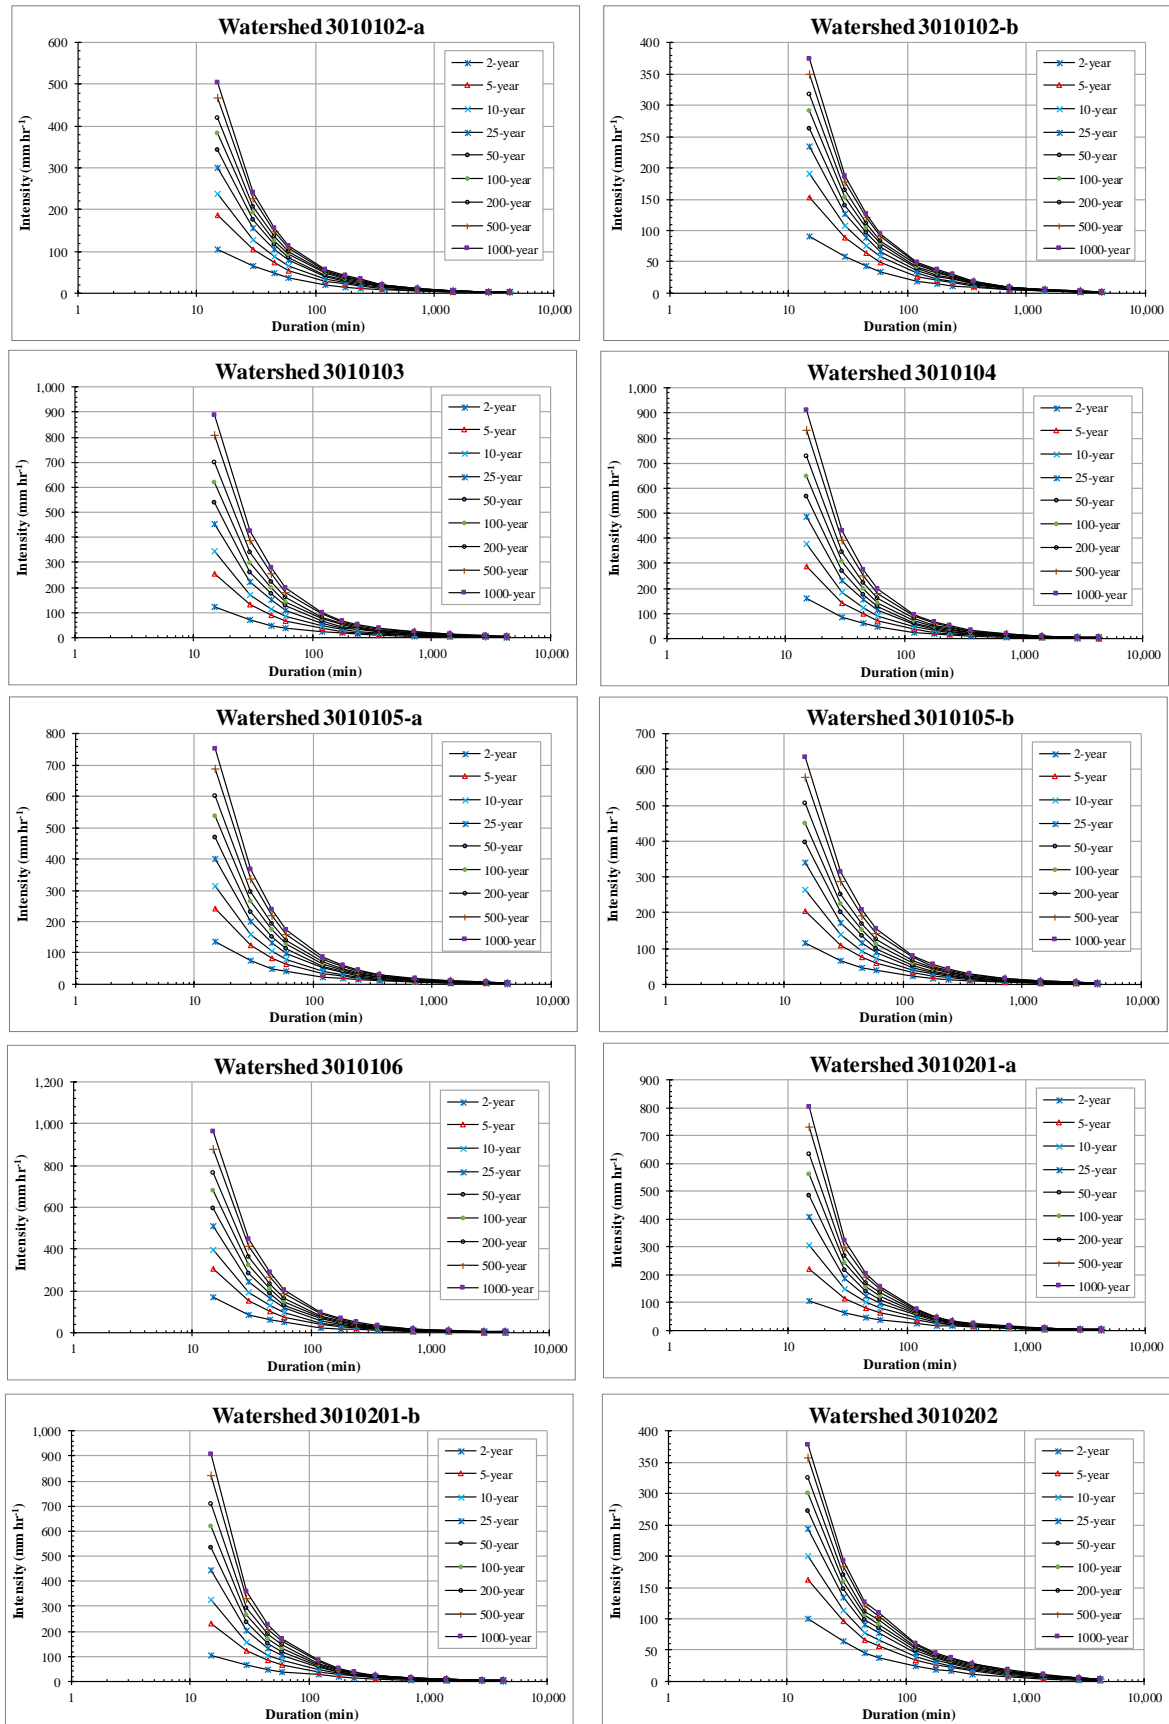 Watershed 3010102-a
Intensity (mm hr-1)
600
500
400
300
200
100
0
1
10
100
1,000
10,000
Duration (min)
2-year
5-year
10-year
25-year
50-year
100-year
200-year
500-year
1000-year
Watershed 3010102-b
Intensity (mm hr-1)
400
350
300
250
200
150
100
50
0
1
10
100
1,000
10,000
Duration (min)
2-year
5-year
10-year
25-year
50-year
100-year
200-year
500-year
1000-year
Watershed 3010103
Intensity (mm hr-1)
1,000
900
800
700
600
500
400
300
200
100
0
1
10
100
1,000
10,000
Duration (min)
2-year
5-year
10-year
25-year
50-year
100-year
200-year
500-year
1000-year
Watershed 3010104
Intensity (mm hr-1)
1,000
900
800
700
600
500
400
300
200
100
0
1
10
100
1,000
10,000
Duration (min)
2-year
5-year
10-year
25-year
50-year
100-year
200-year
500-year
1000-year
Watershed 3010105-a
Intensity (mm hr-1)
800
700
600
500
400
300
200
100
0
1
10
100
1,000
10,000
Duration (min)
2-year
5-year
10-year
25-year
50-year
100-year
200-year
500-year
1000-year
Watershed 3010105-b
Intensity (mm hr-1)
700
600
500
400
300
200
100
0
1
10
100
1,000
10,000
Duration (min)
2-year
5-year
10-year
25-year
50-year
100-year
200-year
500-year
1000-year
Watershed 3010106
Intensity (mm hr-1)
1,200
1,000
800
600
400
200
0
1
10
100
1,000
10,000
Duration (min)
2-year
5-year
10-year
25-year
50-year
100-year
200-year
500-year
1000-year
Watershed 3010201-a
Intensity (mm hr-1)
900
800
700
600
500
400
300
200
100
0
1
10
100
1,000
10,000
Duration (min)
2-year
5-year
10-year
25-year
50-year
100-year
200-year
500-year
1000-year
Watershed 3010201-b
Intensity (mm hr-1)
1,000
900
800
700
600
500
400
300
200
100
0
1
10
100
1,000
10,000
Duration (min)
2-year
5-year
10-year
25-year
50-year
100-year
200-year
500-year
1000-year
Watershed 3010202
Intensity (mm hr-1)
400
350
300
250
200
150
100
50
0
1
10
100
1,000
10,000
Duration (min)
2-year
5-year
10-year
25-year
50-year
100-year
200-year
500-year
1000-year